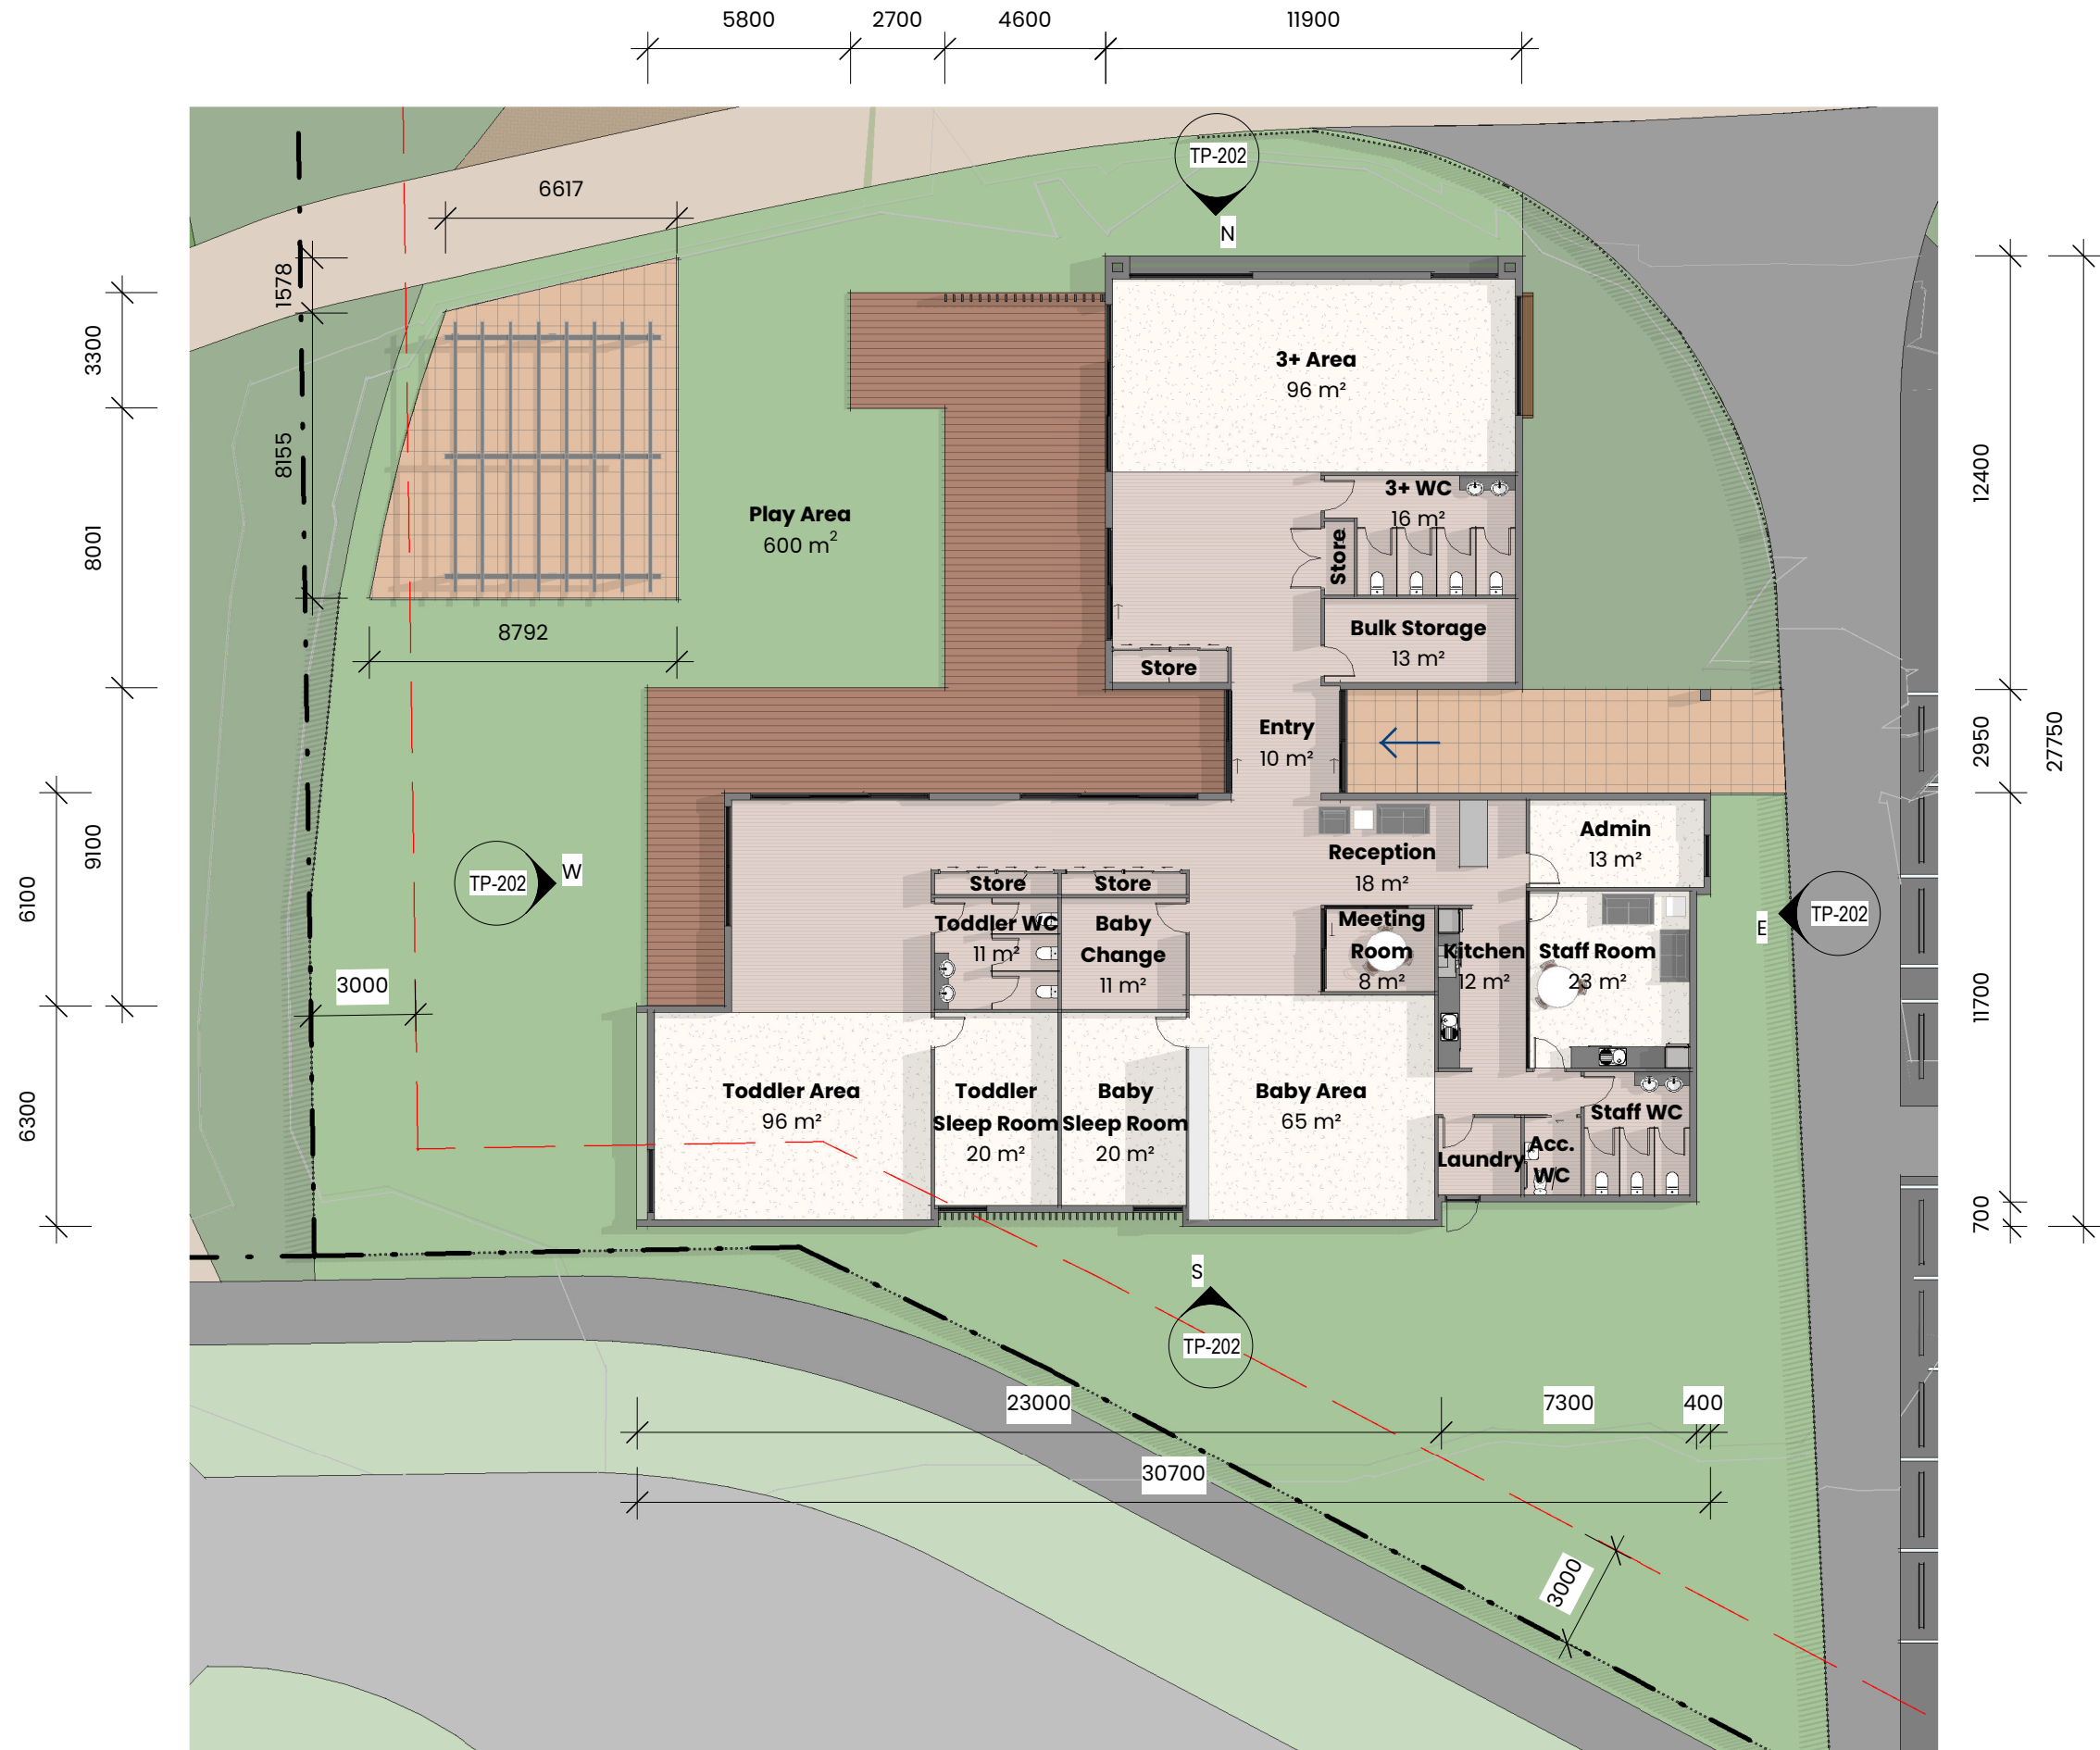 5800
2700
4600
11900
TP-202
N
6617
1578
8155
8792
3300
8001
9100
6100
6300
3+ Area
96 m²
3+ WC
16 m²
Store
Play Area
600 m²
Bulk Storage
13 m²
Store
Entry
10 m²
12400
2950
27750
11700
700
TP-202
W
Reception
18 m²
Admin
13 m²
Store
Store
Toddler WC
11 m²
Baby
Change
11 m²
Meeting
Room
8 m²
Kitchen
12 m²
Staff Room
23 m²
E
TP-202
3000
Toddler Area
96 m²
Toddler
Sleep Room
20 m²
Baby
Sleep Room
20 m²
Baby Area
65 m²
Staff WC
Laundry
Acc.
WC
S
TP-202
23000
7300
400
30700
3000